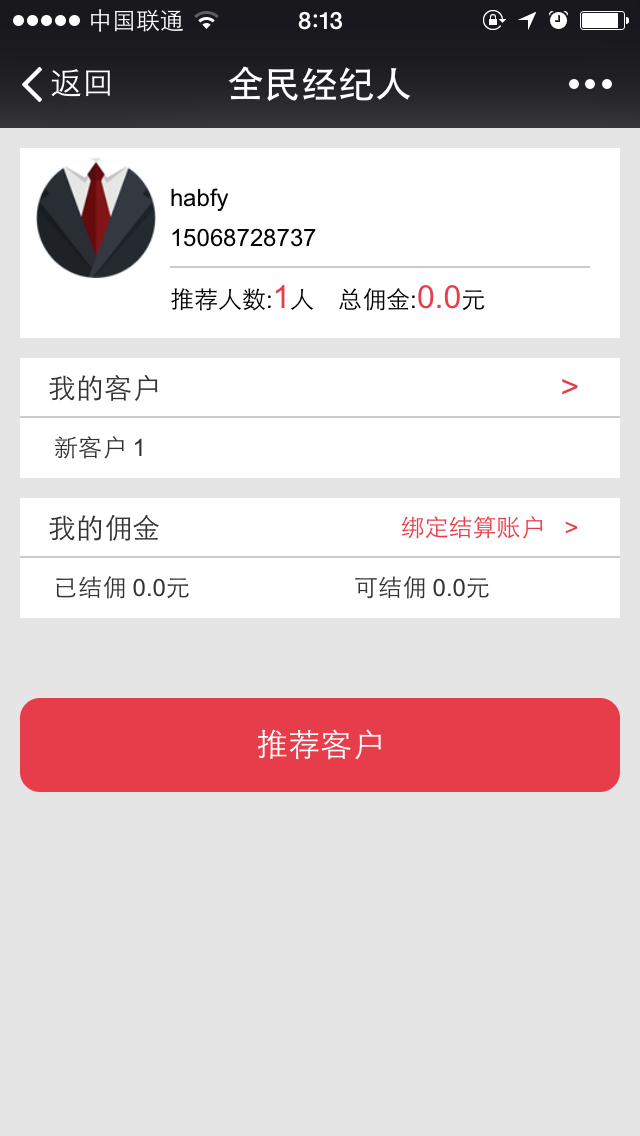 中国联通 8:13
返回 全民经纪人
habfy
15068728737
推荐人数:1人 总佣金:0.0元
我的客户 >
新客户 1
我的佣金 绑定结算账户 >
已结佣 0.0元 可结佣 0.0元
推荐客户